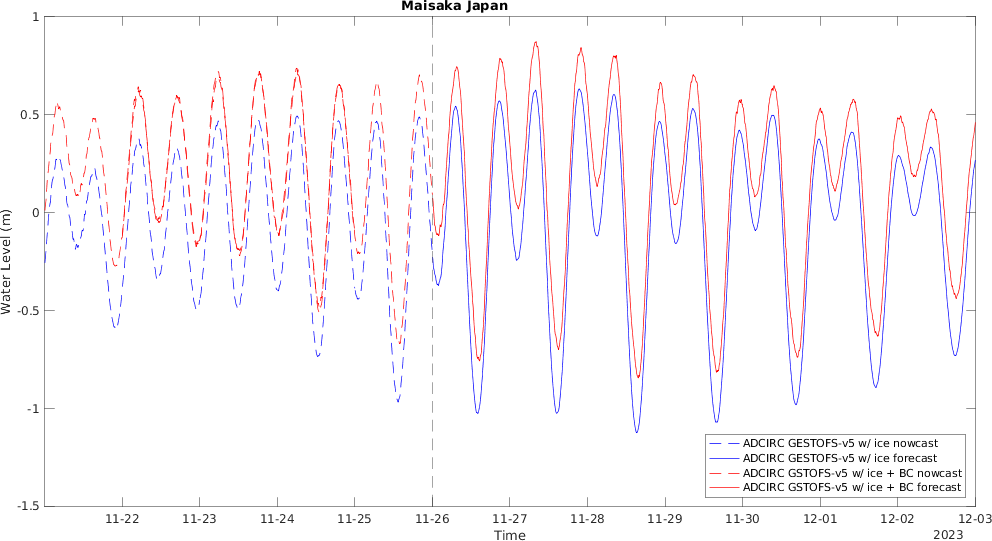 Maisaka Japan
1
0.5
0
-0.5
-1
-1.5
Water Level (m)
11-22 11-23 11-24 11-25 11-26 11-27 11-28 11-29 11-30 12-01 12-02 12-03
Time
2023
ADCIRC GESTOFS-v5 w/ ice nowcast
ADCIRC GESTOFS-v5 w/ ice forecast
ADCIRC GSTOFS-v5 w/ ice + BC nowcast
ADCIRC GSTOFS-v5 w/ ice + BC forecast